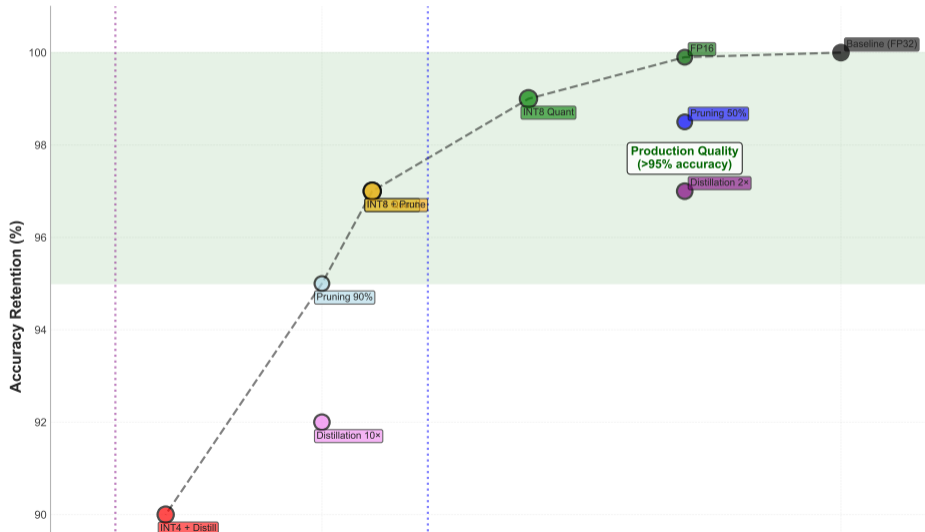 100
98
96
94
92
90
Accuracy Retention (%)
Baseline (FP32)
FP16
INT8 Quant
Pruning 50%
Production Quality
(>95% accuracy)
Distillation 2×
INT8 + Prune
Pruning 90%
Distillation 10×
INT4 + Distill